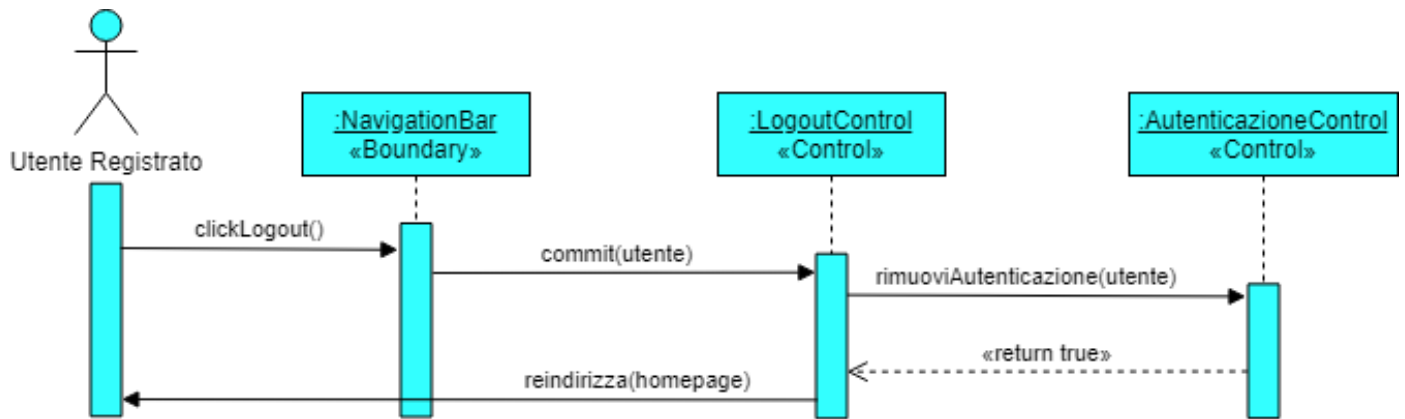 :NavigationBar
«Boundary»
:LogoutControl
«Control»
:AutenticazioneControl
«Control»
Utente Registrato
clickLogout()
commit(utente)
rimuoviAutenticazione(utente)
«return true»
reindirizza(homepage)